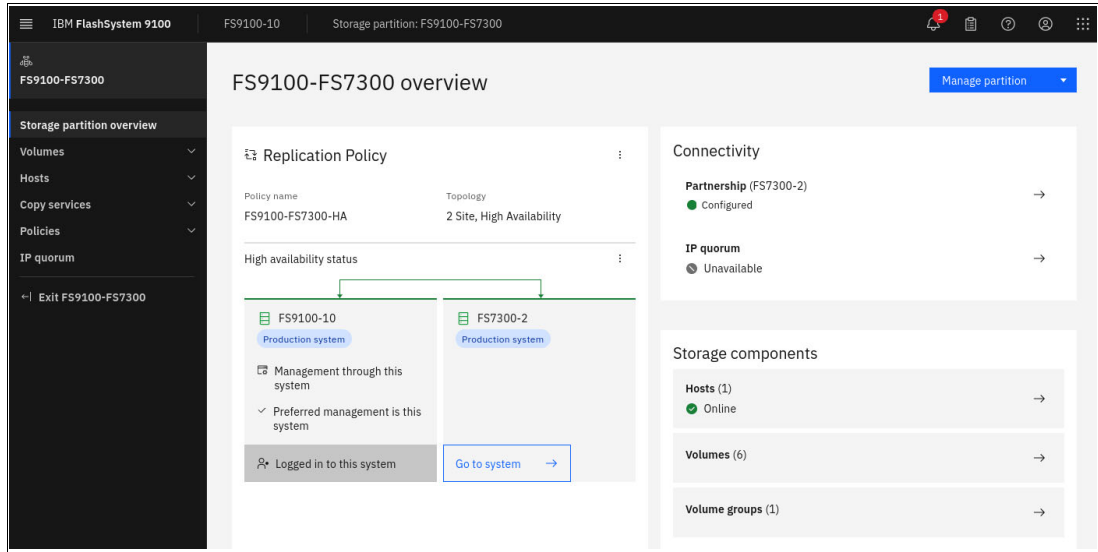 IBM FlashSystem 9100
FS9100-10
Storage partition: FS9100-FS7300
1
FS9100-FS7300
Storage partition overview
Volumes
Hosts
Copy services
Policies
IP quorum
Exit FS9100-FS7300
FS9100-FS7300 overview
Manage partition
Replication Policy
Policy name
Topology
FS9100-FS7300-HA
2 Site, High Availability
High availability status
FS9100-10
Production system
Management through this
system
Preferred management is this
system
Logged in to this system
FS7300-2
Production system
Go to system
Connectivity
Partnership (FS7300-2)
Configured
IP quorum
Unavailable
Storage components
Hosts (1)
Online
Volumes (6)
Volume groups (1)